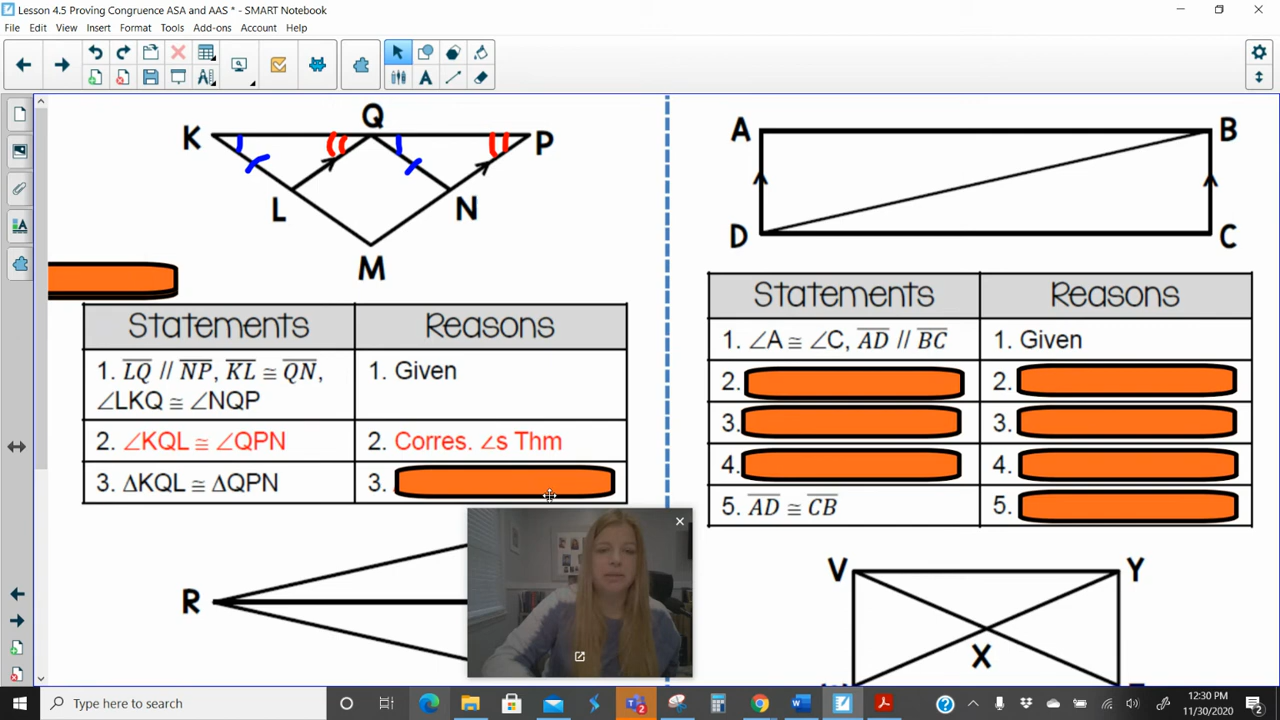 Lesson 4.5 Proving Congruence ASA and AAS * - SMART Notebook
File Edit View Insert Format Tools Add-ons Account Help
K Q P
L N
M
Statements Reasons
1. LQ // NP, KL ≅ QN,
∠LKQ ≅ ∠NQP
1. Given
2. ∠KQL ≅ ∠QPN
2. Corres. ∠s Thm
3. ΔKQL ≅ ΔQPN
3.
R
A B
D C
Statements Reasons
1. ∠A ≅ ∠C, AD // BC
1. Given
2. 2.
3. 3.
4. 4.
5. AD ≅ CB
5.
V Y
X
Type here to search
2
12:30 PM
11/30/2020
2